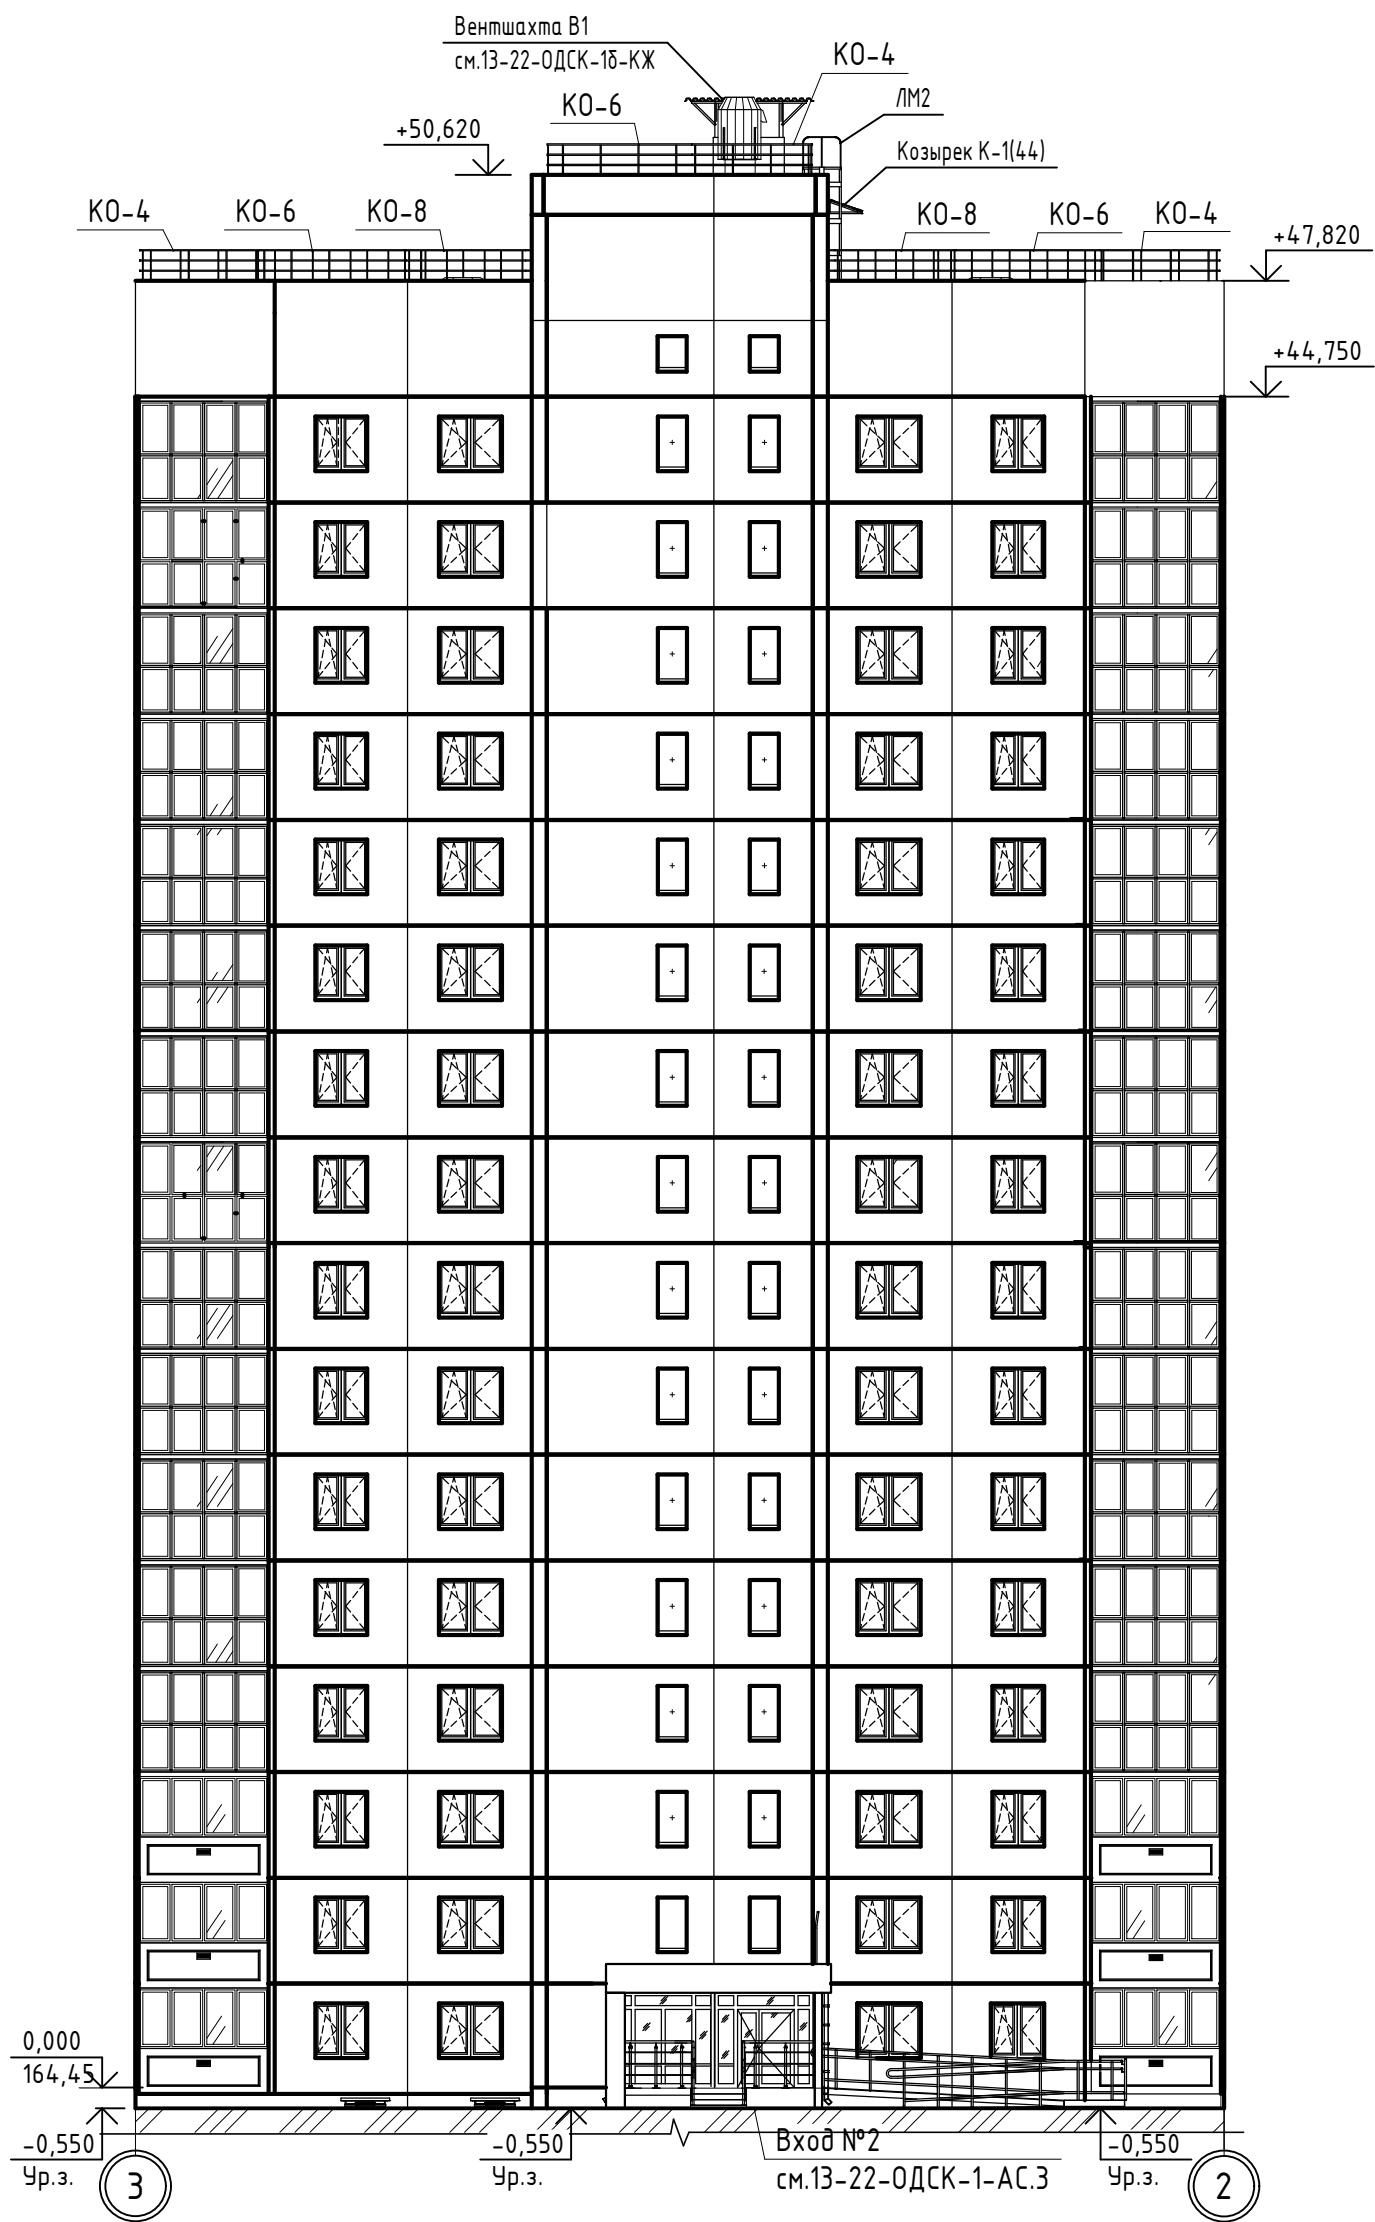 Вентшахта В1
см.13-22-ОДСК-1б-КЖ
КО-4
КО-6
ЛМ2
+50,620
Козырек К-1(44)
КО-4
КО-6
КО-8
КО-8
КО-6
КО-4
+47,820
+44,750
0,000
164,45
-0,550
Ур.з.
3
-0,550
Ур.з.
Вход №2
см.13-22-ОДСК-1-АС.3
-0,550
Ур.з.
2